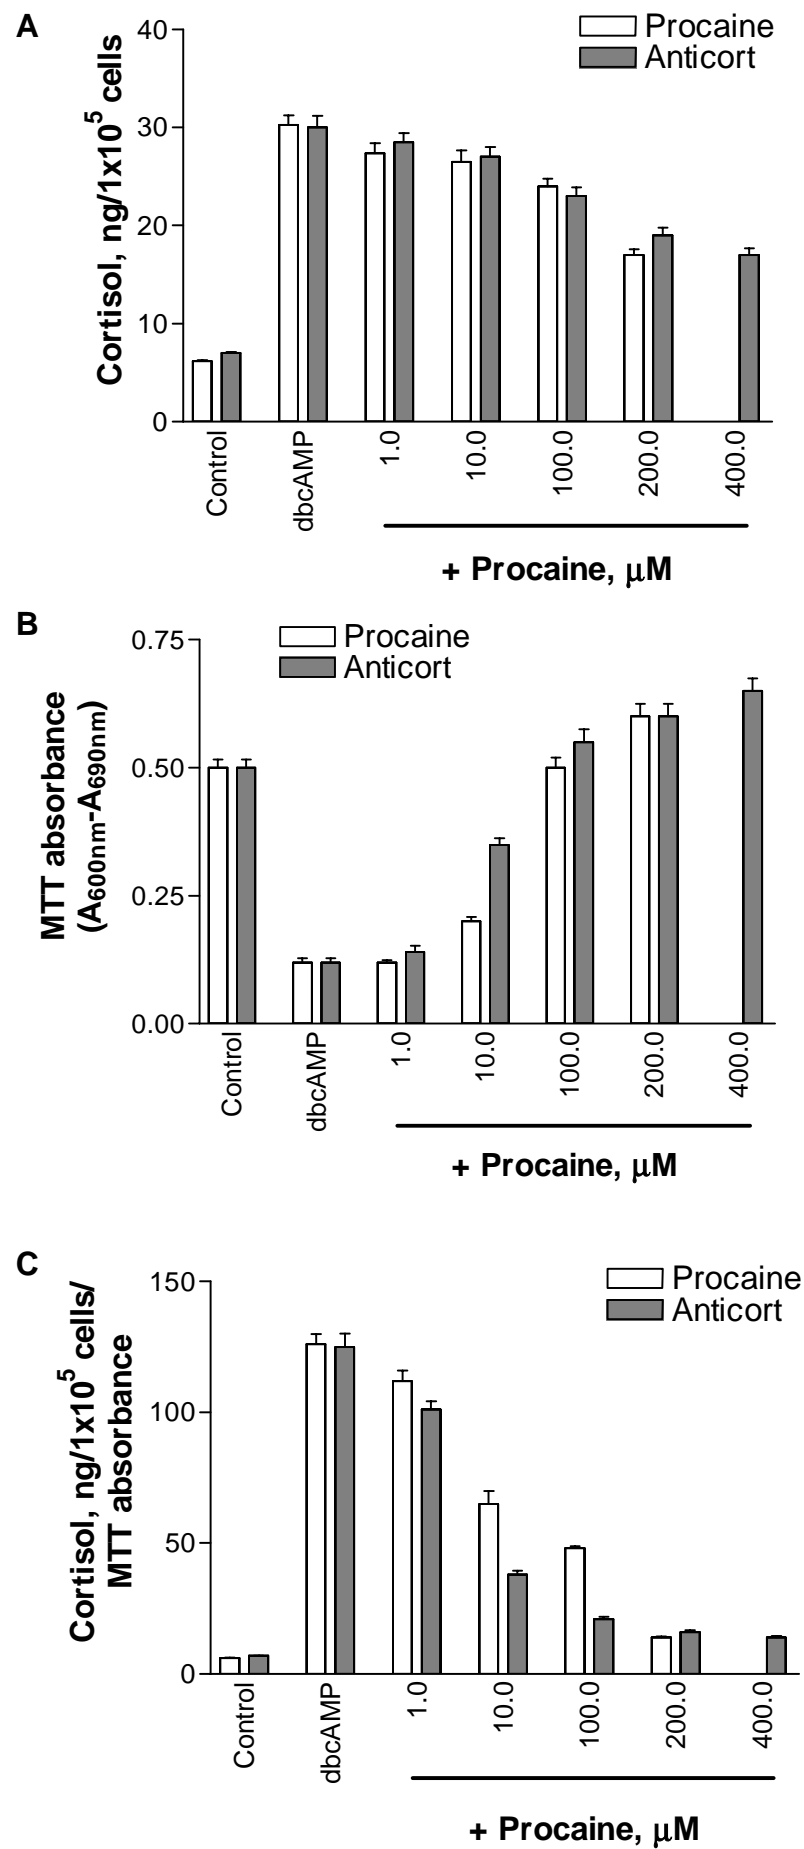 A
Procaine
Anticort
Cortisol, ng/1x10⁵ cells
40
30
20
10
0
Control
dbcAMP
1.0
10.0
100.0
200.0
400.0
+ Procaine, μM
B
Procaine
Anticort
MTT absorbance
(A600nm-A690nm)
0.75
0.50
0.25
0.00
Control
dbcAMP
1.0
10.0
100.0
200.0
400.0
+ Procaine, μM
C
Procaine
Anticort
Cortisol, ng/1x10⁵ cells/
MTT absorbance
150
100
50
0
Control
dbcAMP
1.0
10.0
100.0
200.0
400.0
+ Procaine, μM